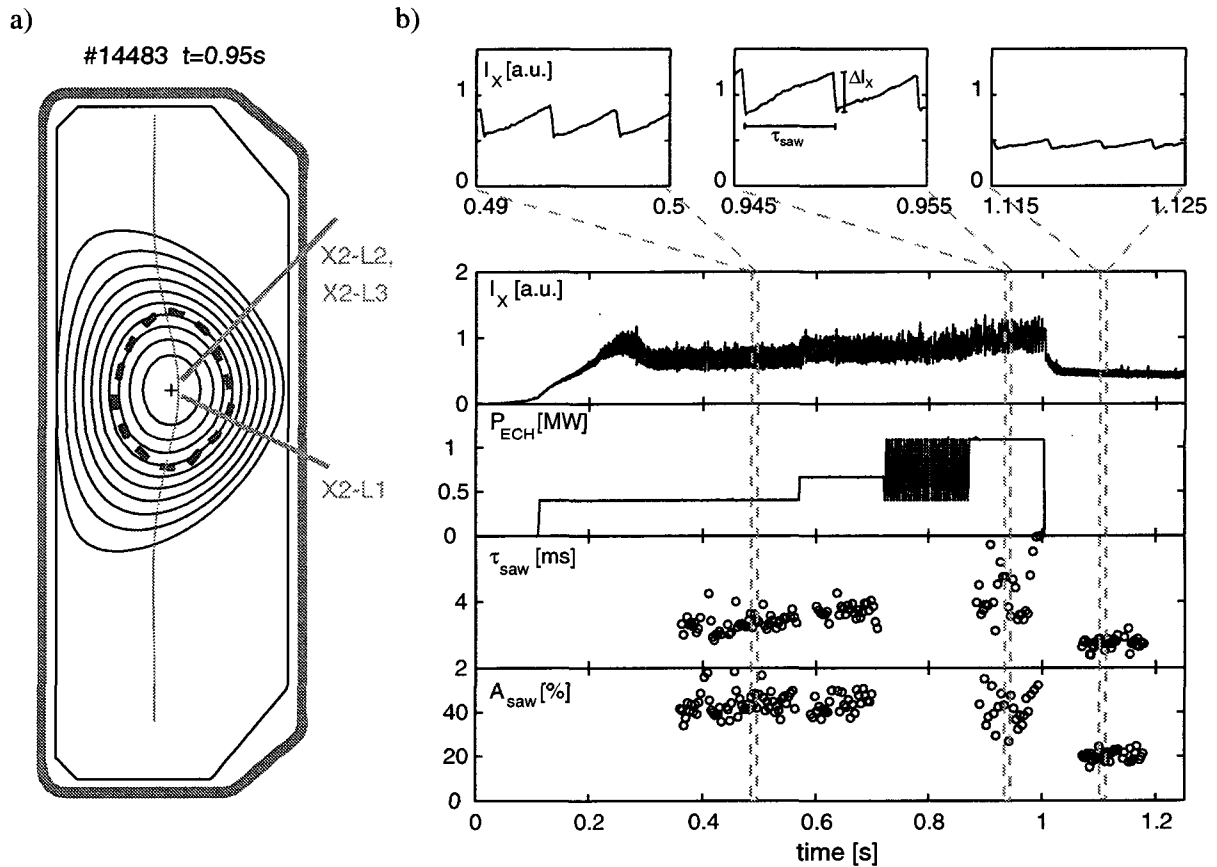 a)
#14483 t=0.95s
X2-L2,
X2-L3
X2-L1
b)
I_X [a.u.]
1
0
0.49 0.5
1
0
ΔI_X
τ_saw
0.945 0.955
1
0
1.115 1.125
I_X [a.u.]
2
1
0
P_ECH [MW]
1
0.5
0
τ_saw [ms]
4
2
A_saw [%]
40
20
0
0 0.2 0.4 0.6 0.8 1 1.2
time [s]